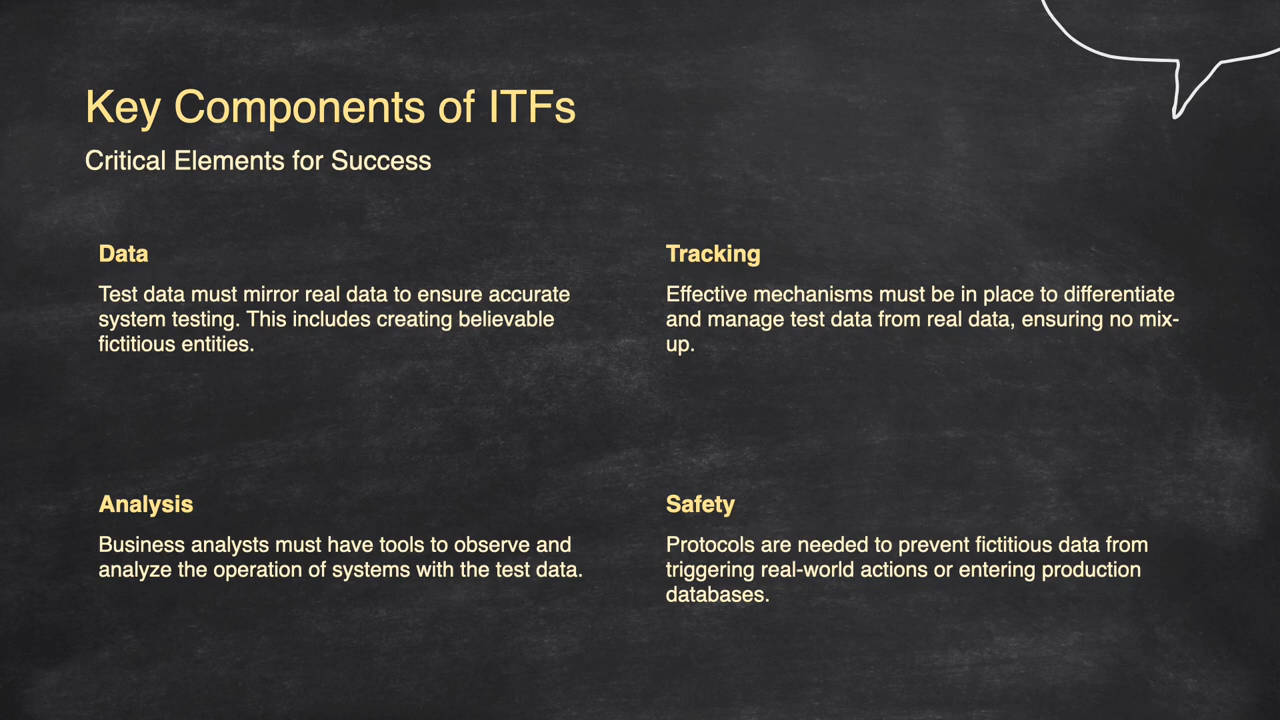 Key Components of ITFs
Critical Elements for Success
Data
Test data must mirror real data to ensure accurate
system testing. This includes creating believable
fictitious entities.
Tracking
Effective mechanisms must be in place to differentiate
and manage test data from real data, ensuring no mix-
up.
Analysis
Business analysts must have tools to observe and
analyze the operation of systems with the test data.
Safety
Protocols are needed to prevent fictitious data from
triggering real-world actions or entering production
databases.